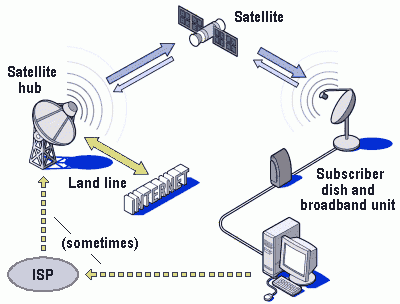 Satellite
Satellite
hub
Land line
INTERNET
Subscriber
dish and
broadband unit
(sometimes)
ISP